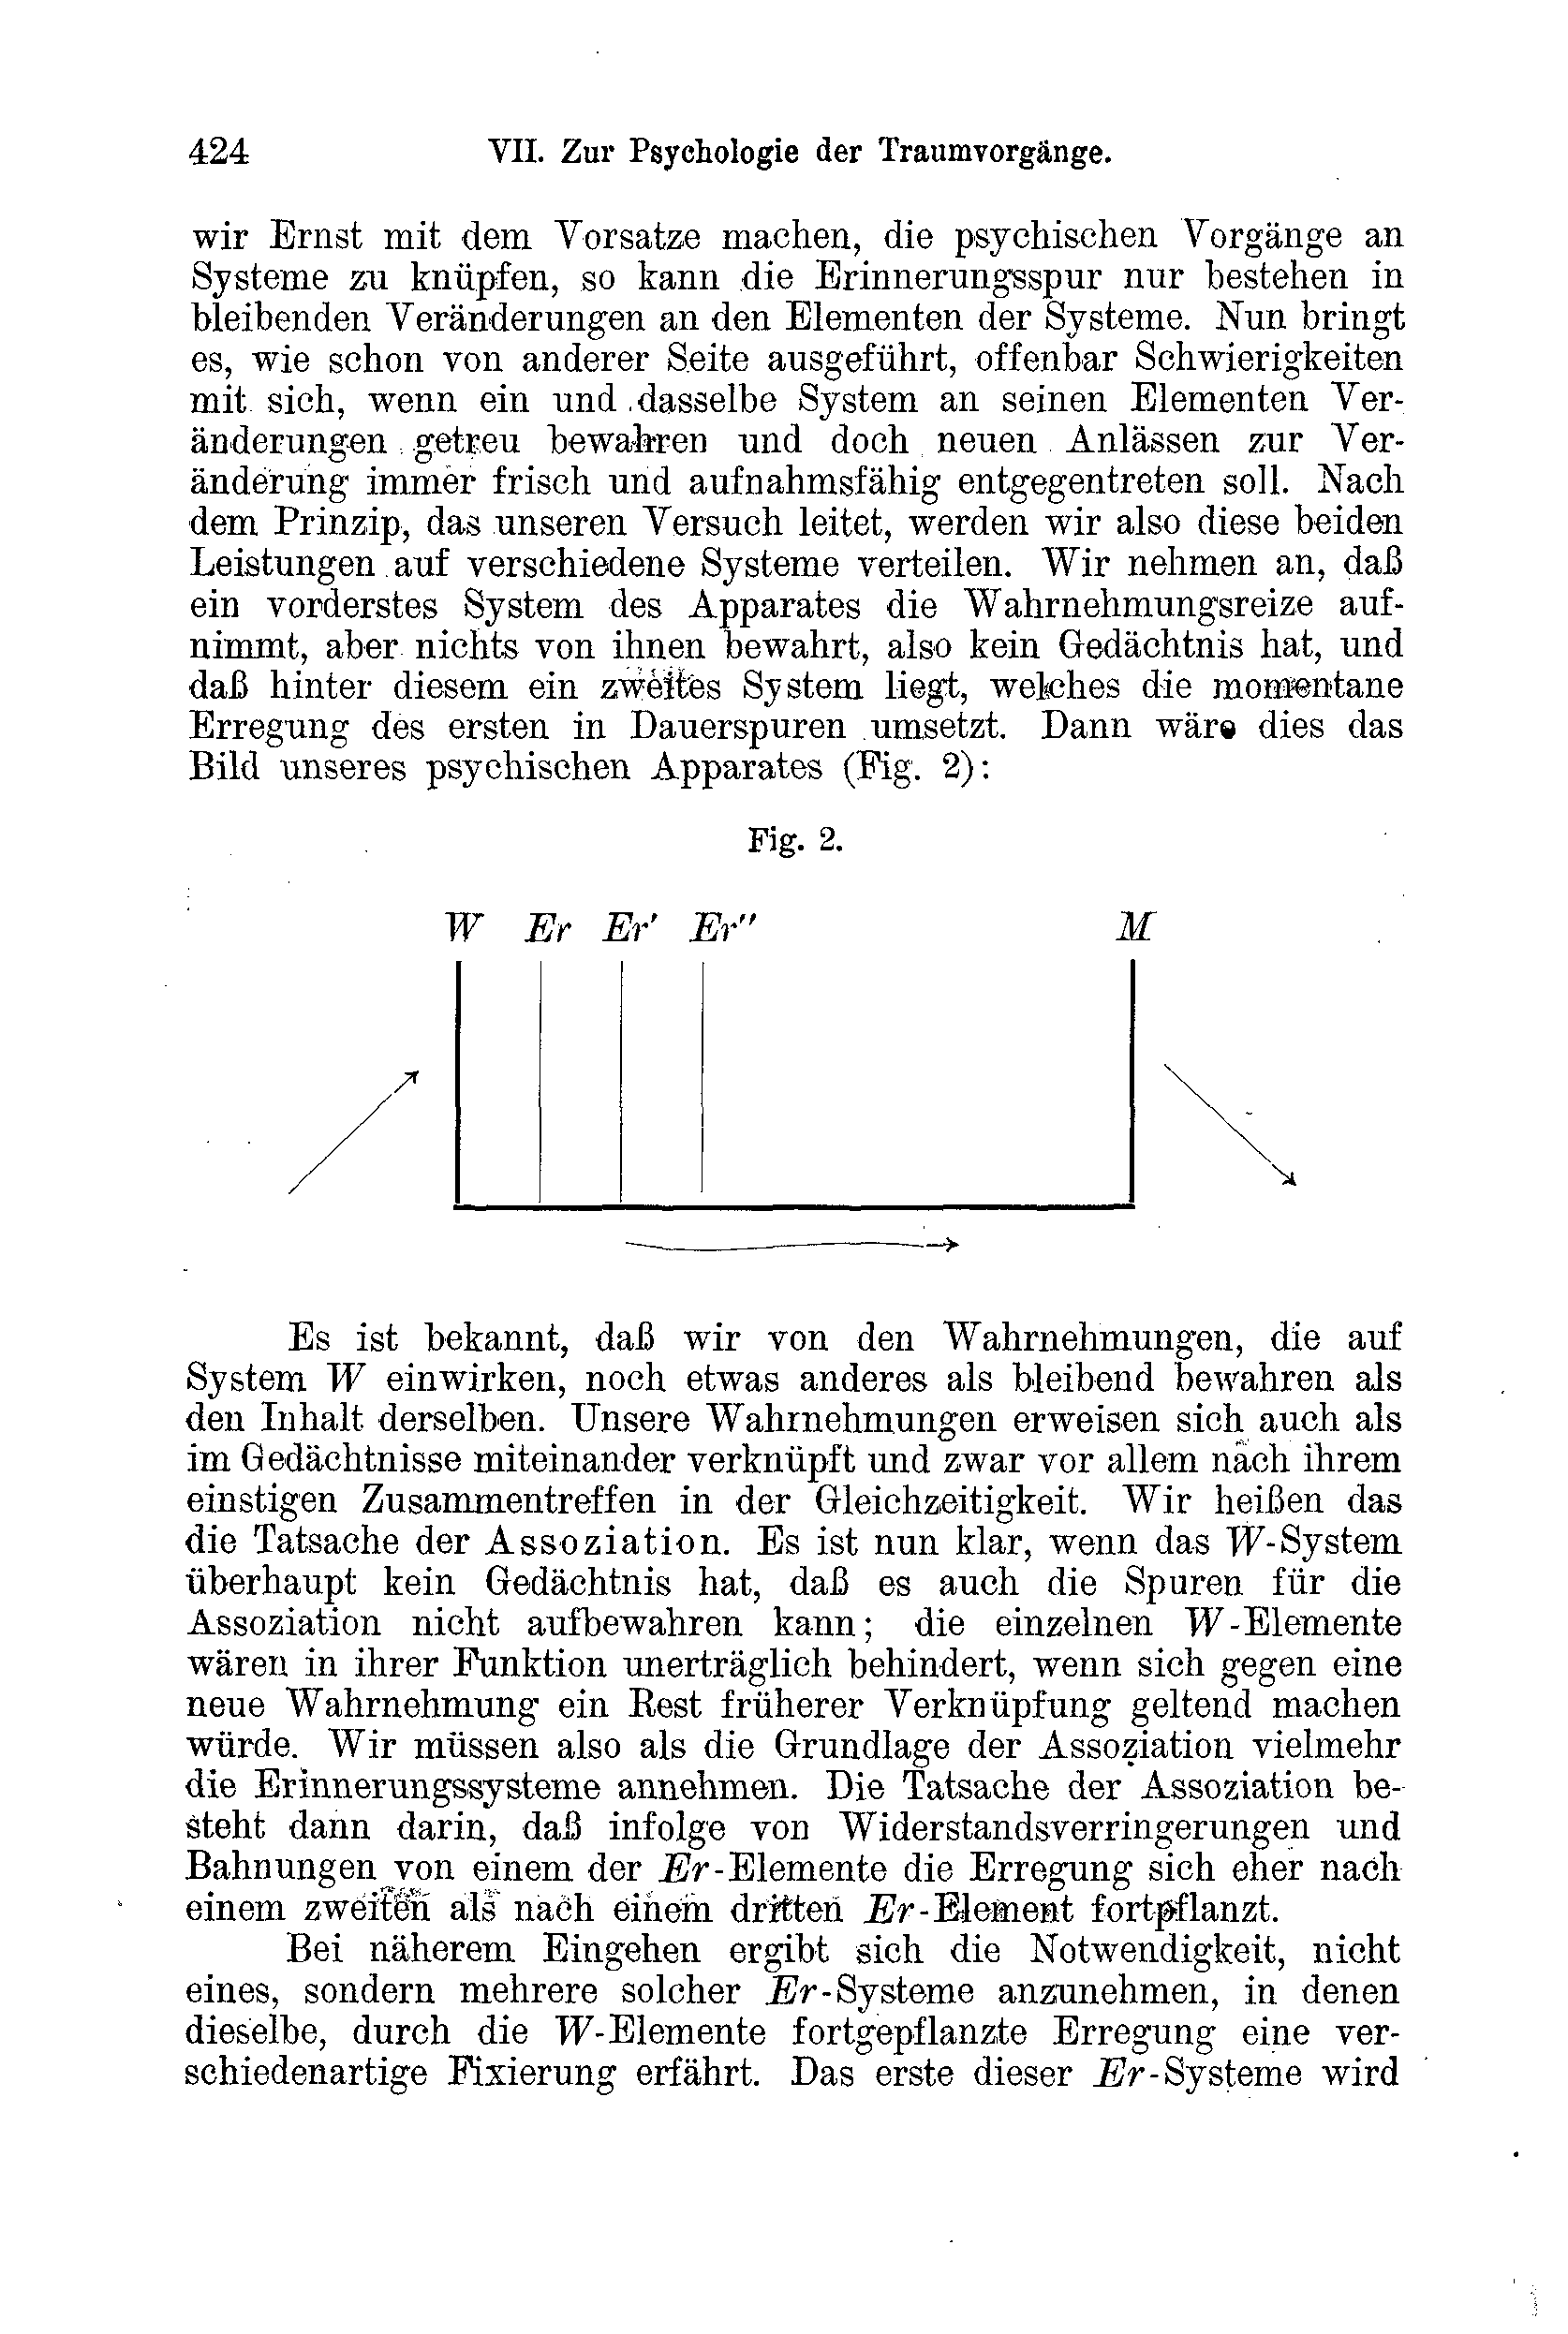 424 VII. Zur Psychologie der Traumvorgänge.
wir Ernst mit dem Vorsatze machen, die psychischen Vorgänge an
Systeme zu knüpfen, so kann die Erinnerungsspur nur bestehen in
bleibenden Veränderungen an den Elementen der Systeme. Nun bringt
es, wie schon von anderer Seite ausgeführt, offenbar Schwierigkeiten
mit sich, wenn ein und dasselbe System an seinen Elementen Ver-
änderungen getreu bewahren und doch neuen Anlässen zur Ver-
änderung immer frisch und aufnahmsfähig entgegentreten soll. Nach
dem Prinzip, das unseren Versuch leitet, werden wir also diese beiden
Leistungen auf verschiedene Systeme verteilen. Wir nehmen an, daß
ein vorderstes System des Apparates die Wahrnehmungsreize auf-
nimmt, aber nichts von ihnen bewahrt, also kein Gedächtnis hat, und
daß hinter diesem ein zweites System liegt, welches die momentane
Erregung des ersten in Dauerspuren umsetzt. Dann wäre dies das
Bild unseres psychischen Apparates (Fig. 2):
Fig. 2.
W Er Er' Er'' M
Es ist bekannt, daß wir von den Wahrnehmungen, die auf
System W einwirken, noch etwas anderes als bleibend bewahren als
den Inhalt derselben. Unsere Wahrnehmungen erweisen sich auch als
im Gedächtnisse miteinander verknüpft und zwar vor allem nach ihrem
einstigen Zusammentreffen in der Gleichzeitigkeit. Wir heißen das
die Tatsache der Assoziation. Es ist nun klar, wenn das W-System
überhaupt kein Gedächtnis hat, daß es auch die Spuren für die
Assoziation nicht aufbewahren kann; die einzelnen W-Elemente
wären in ihrer Funktion unerträglich behindert, wenn sich gegen eine
neue Wahrnehmung ein Rest früherer Verknüpfung geltend machen
würde. Wir müssen also als die Grundlage der Assoziation vielmehr
die Erinnerungssysteme annehmen. Die Tatsache der Assoziation be-
steht dann darin, daß infolge von Widerstandsverringerungen und
Bahnungen von einem der Er-Elemente die Erregung sich eher nach
einem zweiten als nach einem dritten Er-Element fortpflanzt.
Bei näherem Eingehen ergibt sich die Notwendigkeit, nicht
eines, sondern mehrere solcher Er-Systeme anzunehmen, in denen
dieselbe, durch die W-Elemente fortgepflanzte Erregung eine ver-
schiedenartige Fixierung erfährt. Das erste dieser Er-Systeme wird